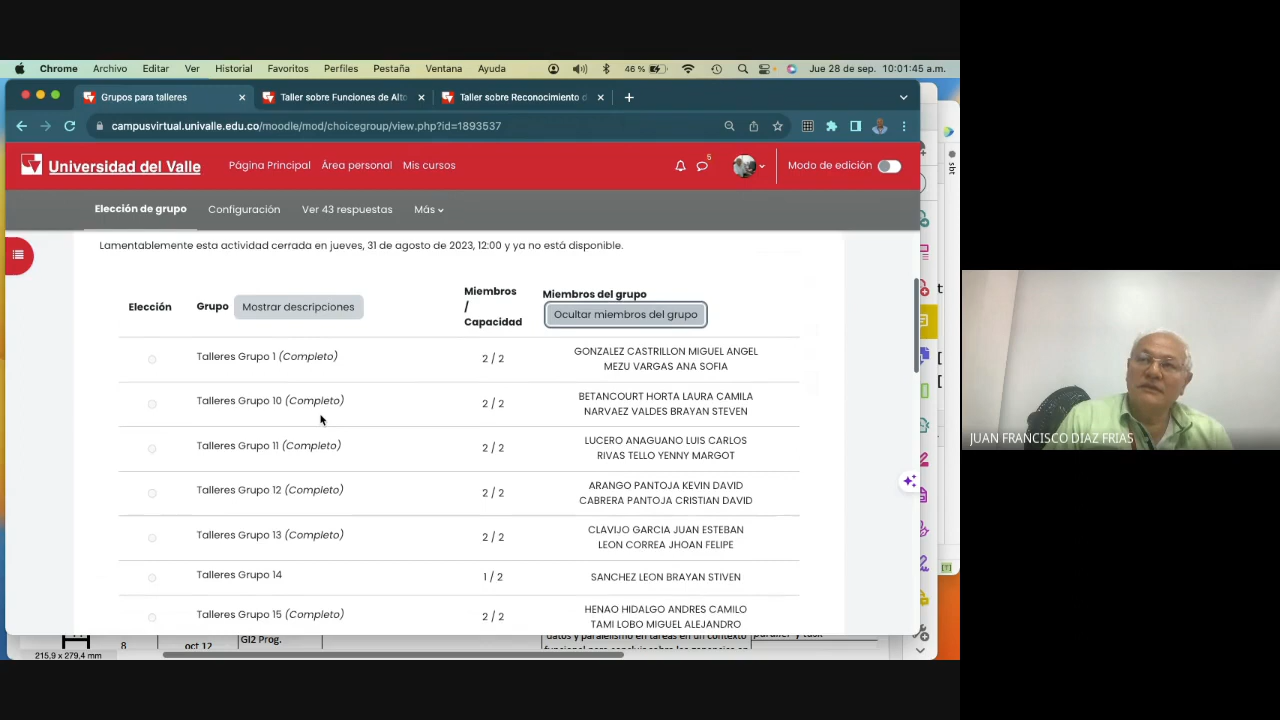 Chrome Archivo Editar Ver Historial Favoritos Perfiles Pestaña Ventana Ayuda 46 % Jue 28 de sep. 10:01:45 a.m.
Grupos para talleres Taller sobre Funciones de Alto Taller sobre Reconocimiento d
campusvirtual.univalle.edu.co/moodle/mod/choicegroup/view.php?id=1893537
Universidad del Valle Página Principal Área personal Mis cursos 5 Modo de edición
Elección de grupo Configuración Ver 43 respuestas Más
Lamentablemente esta actividad cerrada en jueves, 31 de agosto de 2023, 12:00 y ya no está disponible.
Elección Grupo Mostrar descripciones Miembros / Capacidad Miembros del grupo
Ocultar miembros del grupo
Talleres Grupo 1 (Completo) 2 / 2 GONZALEZ CASTRILLON MIGUEL ANGEL
MEZU VARGAS ANA SOFIA
Talleres Grupo 10 (Completo) 2 / 2 BETANCOURT HORTA LAURA CAMILA
NARVAEZ VALDES BRAYAN STEVEN
Talleres Grupo 11 (Completo) 2 / 2 LUCERO ANAGUANO LUIS CARLOS
RIVAS TELLO YENNY MARGOT
Talleres Grupo 12 (Completo) 2 / 2 ARANGO PANTOJA KEVIN DAVID
CABRERA PANTOJA CRISTIAN DAVID
Talleres Grupo 13 (Completo) 2 / 2 CLAVIJO GARCIA JUAN ESTEBAN
LEON CORREA JHOAN FELIPE
Talleres Grupo 14 1 / 2 SANCHEZ LEON BRAYAN STIVEN
Talleres Grupo 15 (Completo) 2 / 2 HENAO HIDALGO ANDRES CAMILO
TAMI LOBO MIGUEL ALEJANDRO
8 oct 12 GI2 Prog.
215,9 x 279,4 mm
sbt
JUAN FRANCISCO DIAZ FRIAS